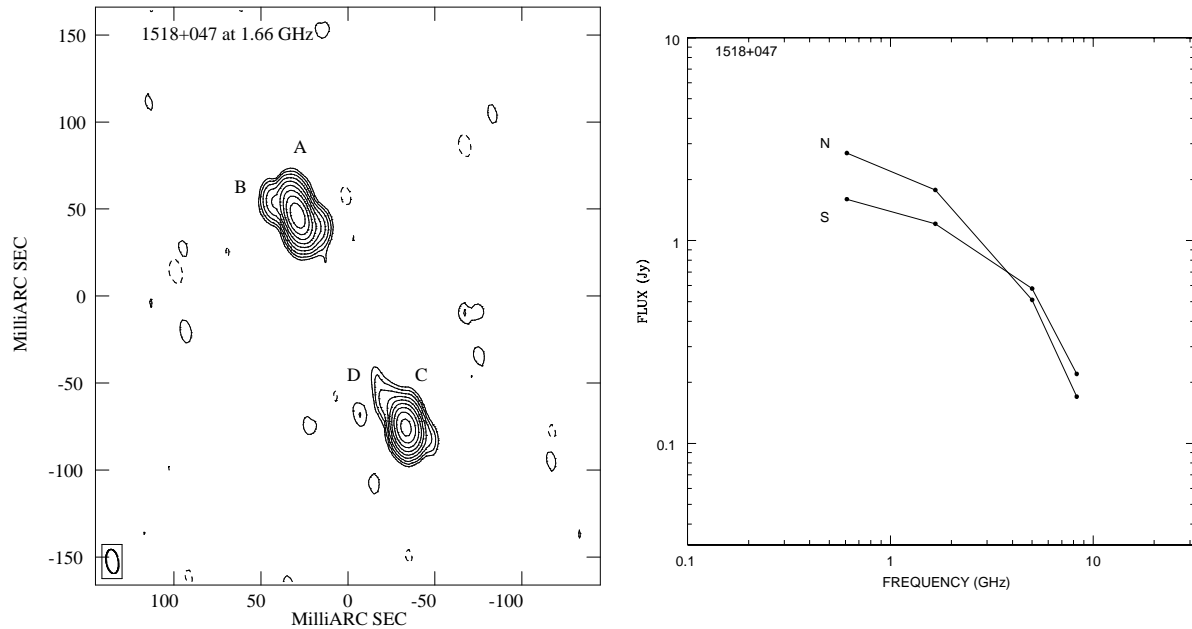 1518+047 at 1.66 GHz
A
B
D
C
MilliARC SEC
150
100
50
0
-50
-100
-150
100
50
0
-50
-100
MilliARC SEC
1518+047
N
S
FLUX (Jy)
10
1
0.1
0.1
1
10
FREQUENCY (GHz)